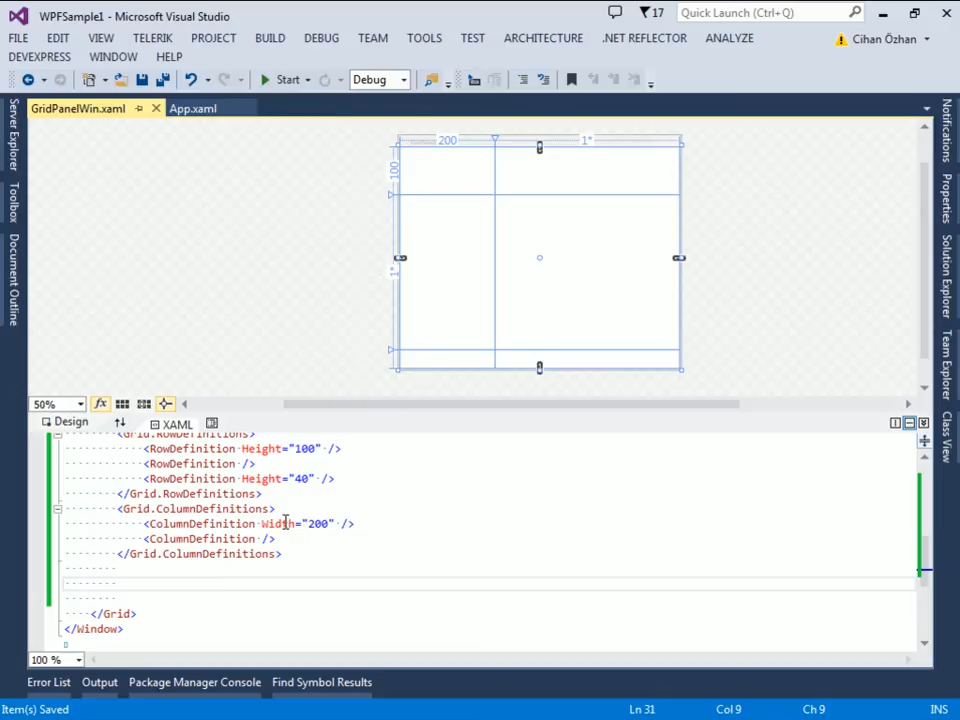 WPFSample1 - Microsoft Visual Studio
17
Quick Launch (Ctrl+Q)
FILE EDIT VIEW TELERIK PROJECT BUILD DEBUG TEAM TOOLS TEST ARCHITECTURE .NET REFLECTOR ANALYZE
Cihan Özhan
DEVEXPRESS WINDOW HELP
Start
Debug
GridPanelWin.xaml
App.xaml
Server Explorer
Toolbox
Document Outline
200
1*
100
1*
Notifications
Properties
Solution Explorer
Team Explorer
Class View
50%
fx
Design
XAML
<Grid.RowDefinitions>
<RowDefinition Height="100" />
<RowDefinition />
<RowDefinition Height="40" />
</Grid.RowDefinitions>
<Grid.ColumnDefinitions>
<ColumnDefinition Width="200" />
<ColumnDefinition />
</Grid.ColumnDefinitions>
</Grid>
</Window>
100 %
Error List Output Package Manager Console Find Symbol Results
Item(s) Saved Ln 31 Col 9 Ch 9 INS